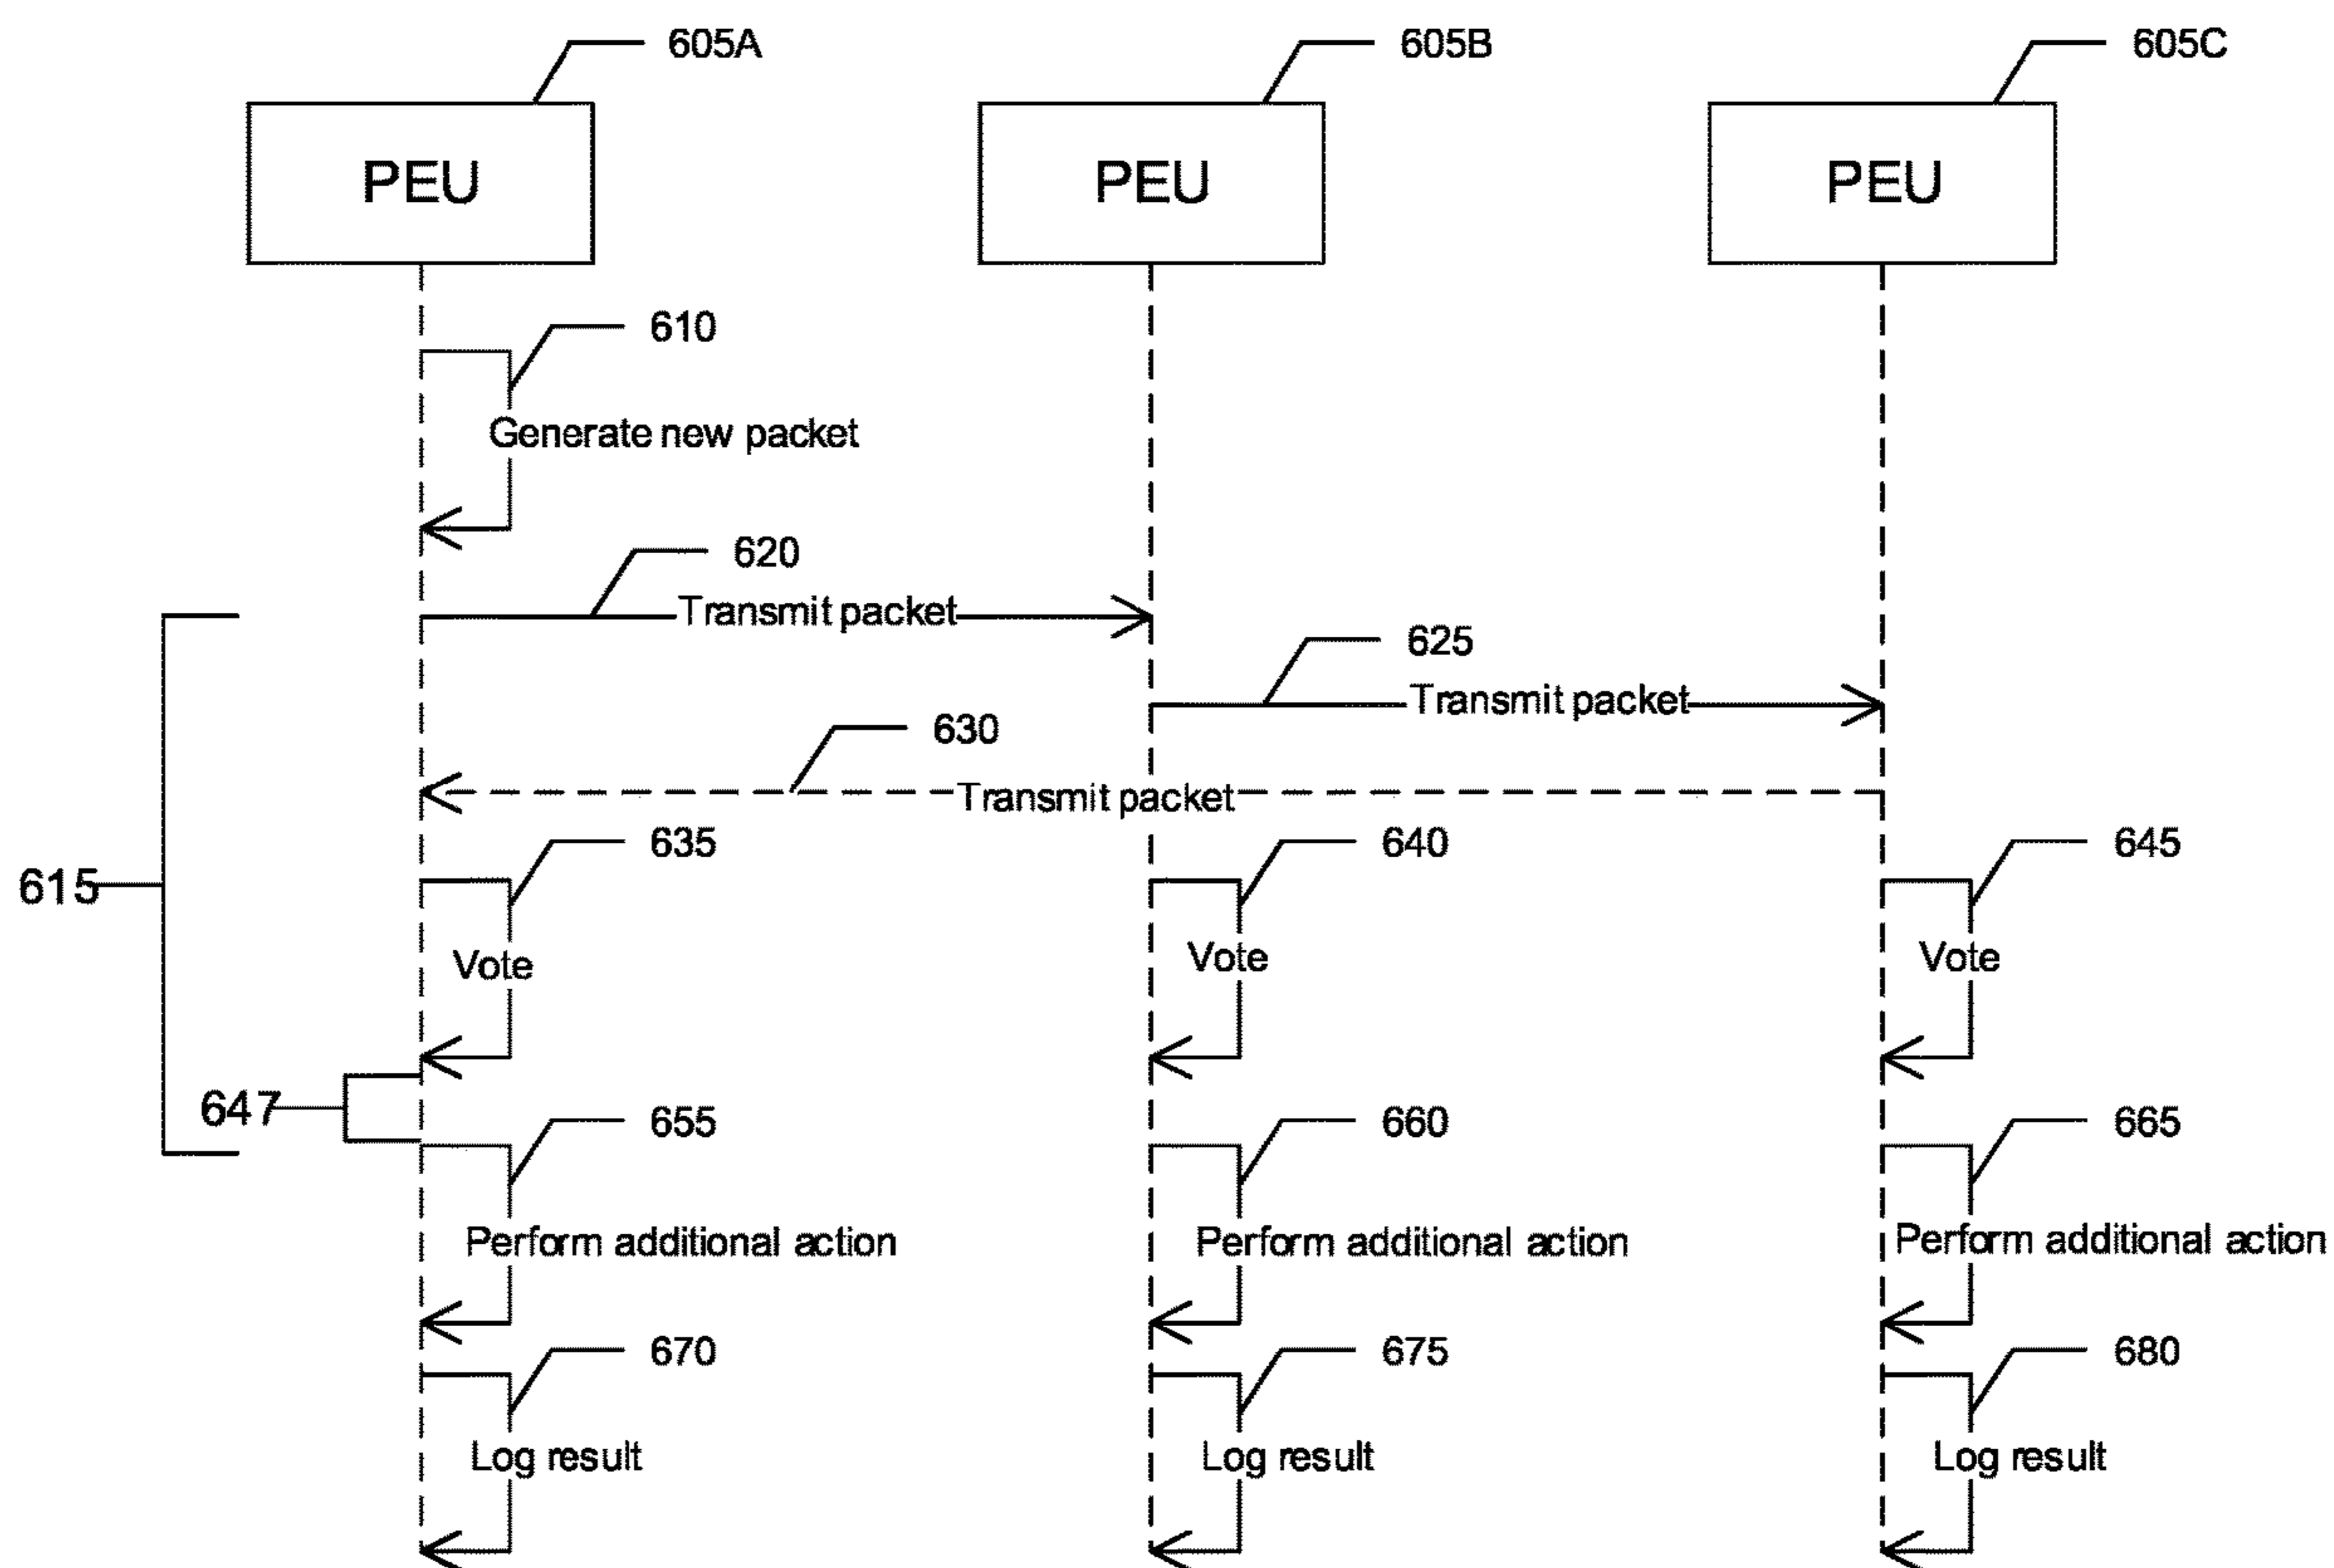 605A 605B 605C
PEU PEU PEU
610
Generate new packet
620
Transmit packet
625
Transmit packet
630
Transmit packet
635 640 645
615
Vote Vote Vote
647
655 660 665
Perform additional action Perform additional action Perform additional action
670 675 680
Log result Log result Log result